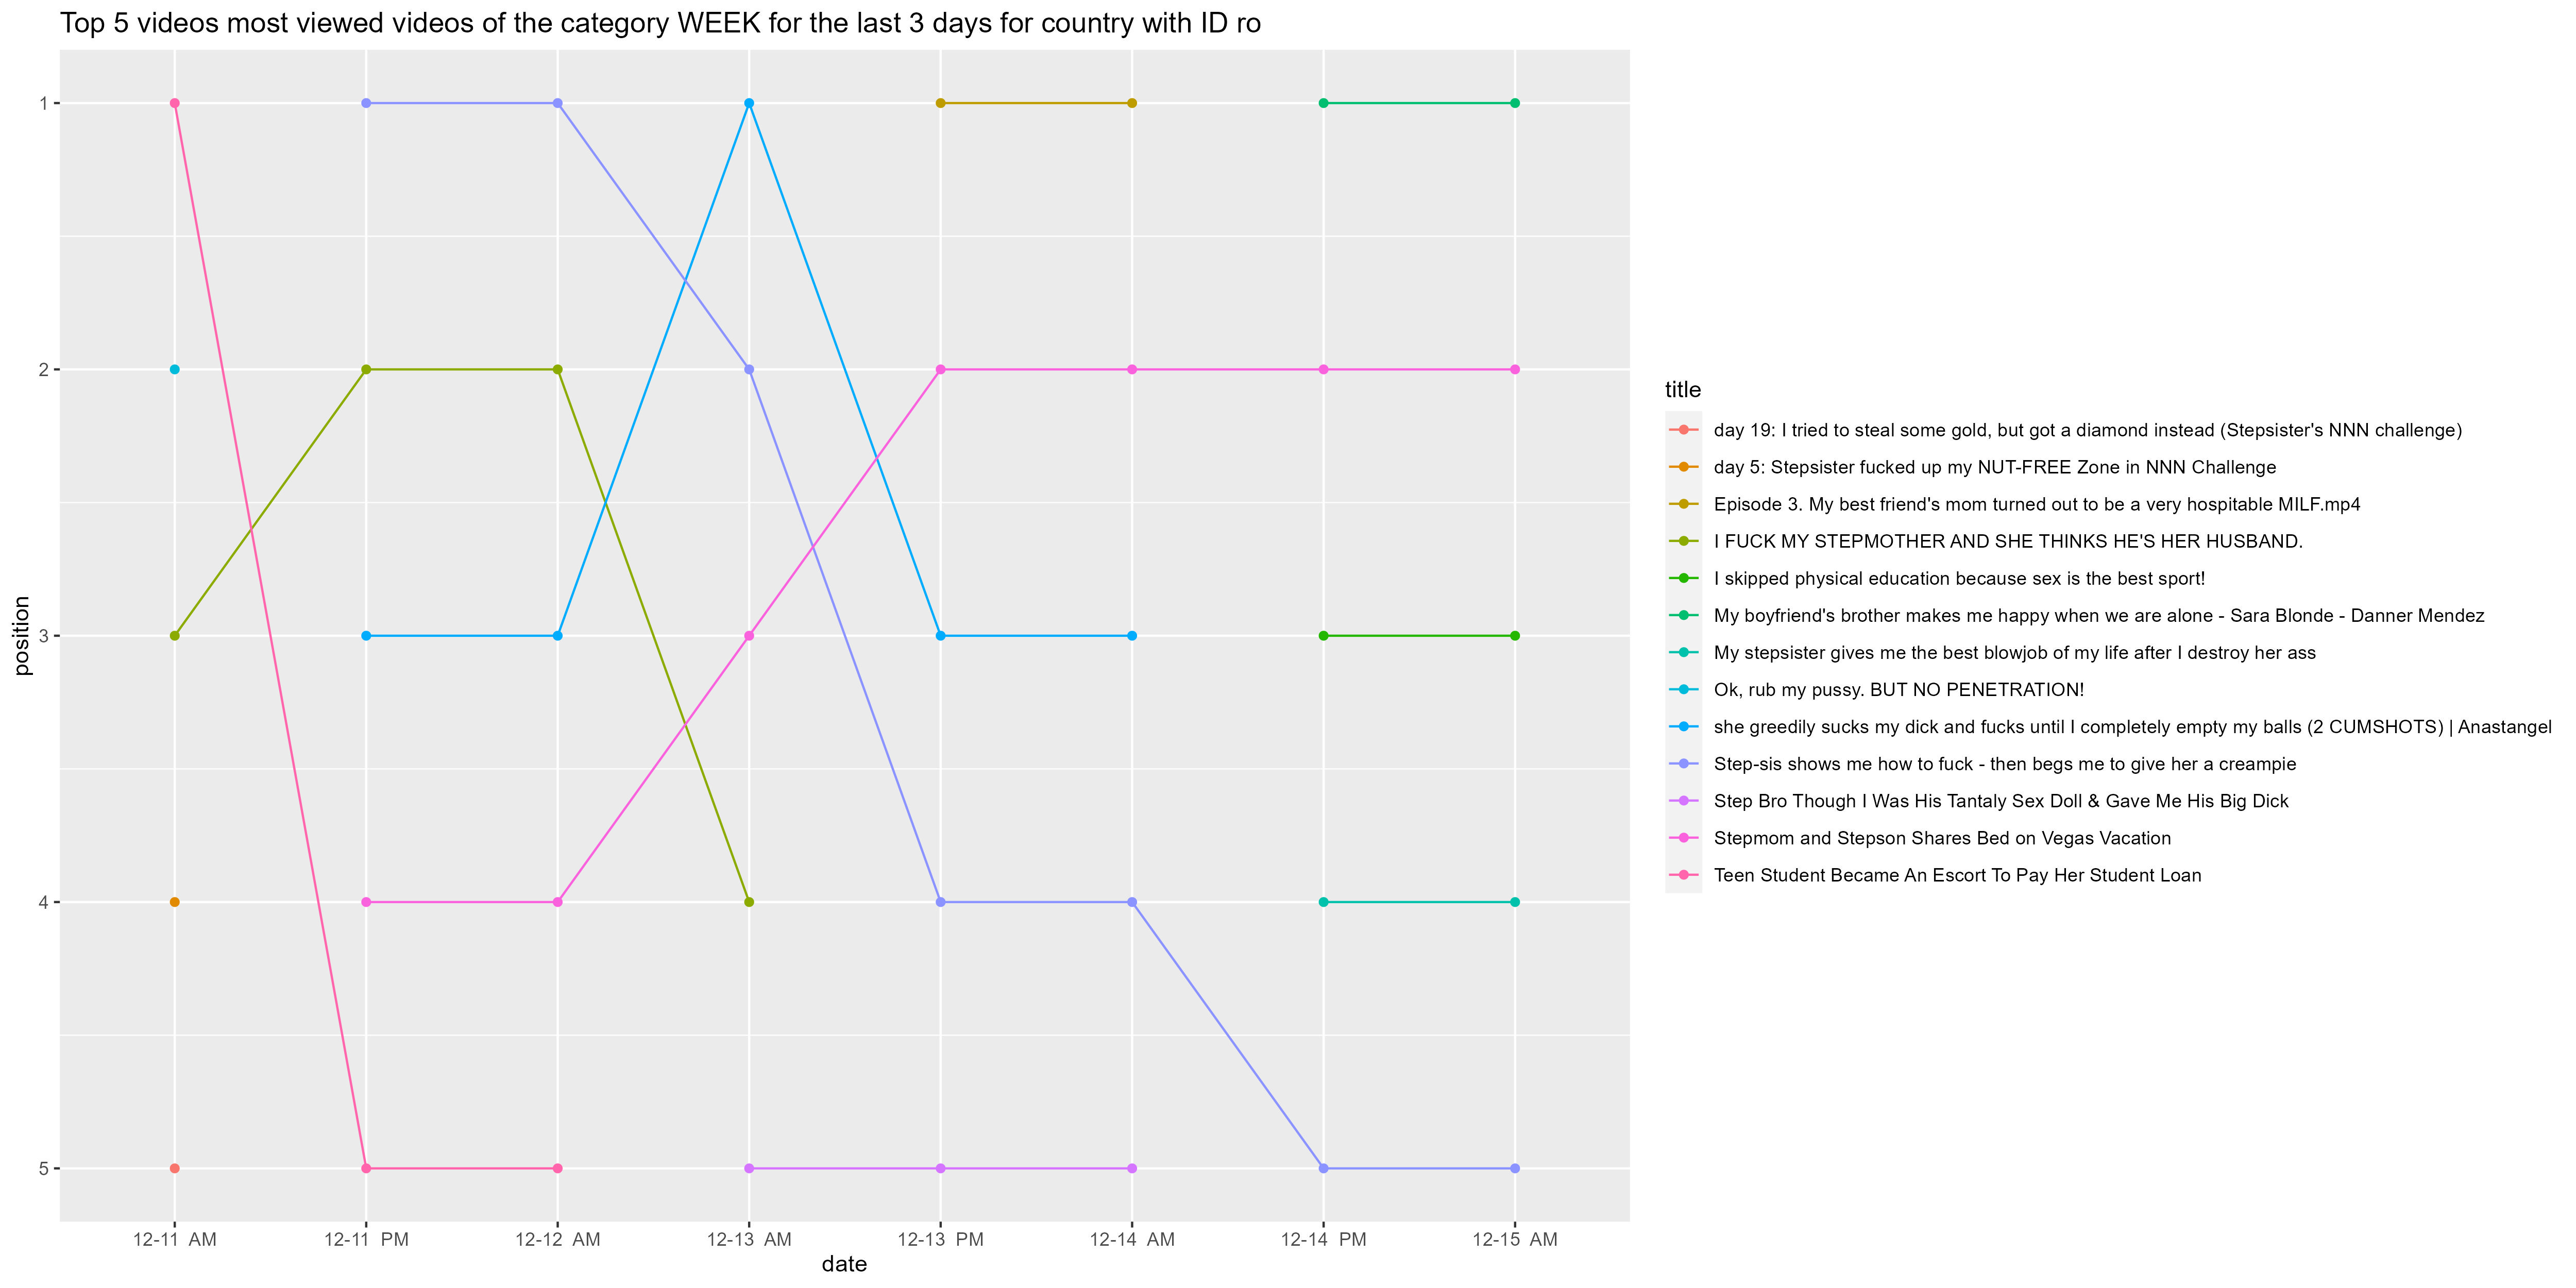 Top 5 videos most viewed videos of the category WEEK for the last 3 days for country with ID ro
position
1
2
3
4
5
12-11 AM
12-11 PM
12-12 AM
12-13 AM
12-13 PM
12-14 AM
12-14 PM
12-15 AM
date
title
day 19: I tried to steal some gold, but got a diamond instead (Stepsister's NNN challenge)
day 5: Stepsister fucked up my NUT-FREE Zone in NNN Challenge
Episode 3. My best friend's mom turned out to be a very hospitable MILF.mp4
I FUCK MY STEPMOTHER AND SHE THINKS HE'S HER HUSBAND.
I skipped physical education because sex is the best sport!
My boyfriend's brother makes me happy when we are alone - Sara Blonde - Danner Mendez
My stepsister gives me the best blowjob of my life after I destroy her ass
Ok, rub my pussy. BUT NO PENETRATION!
she greedily sucks my dick and fucks until I completely empty my balls (2 CUMSHOTS) | Anastangel
Step-sis shows me how to fuck - then begs me to give her a creampie
Step Bro Though I Was His Tantaly Sex Doll & Gave Me His Big Dick
Stepmom and Stepson Shares Bed on Vegas Vacation
Teen Student Became An Escort To Pay Her Student Loan